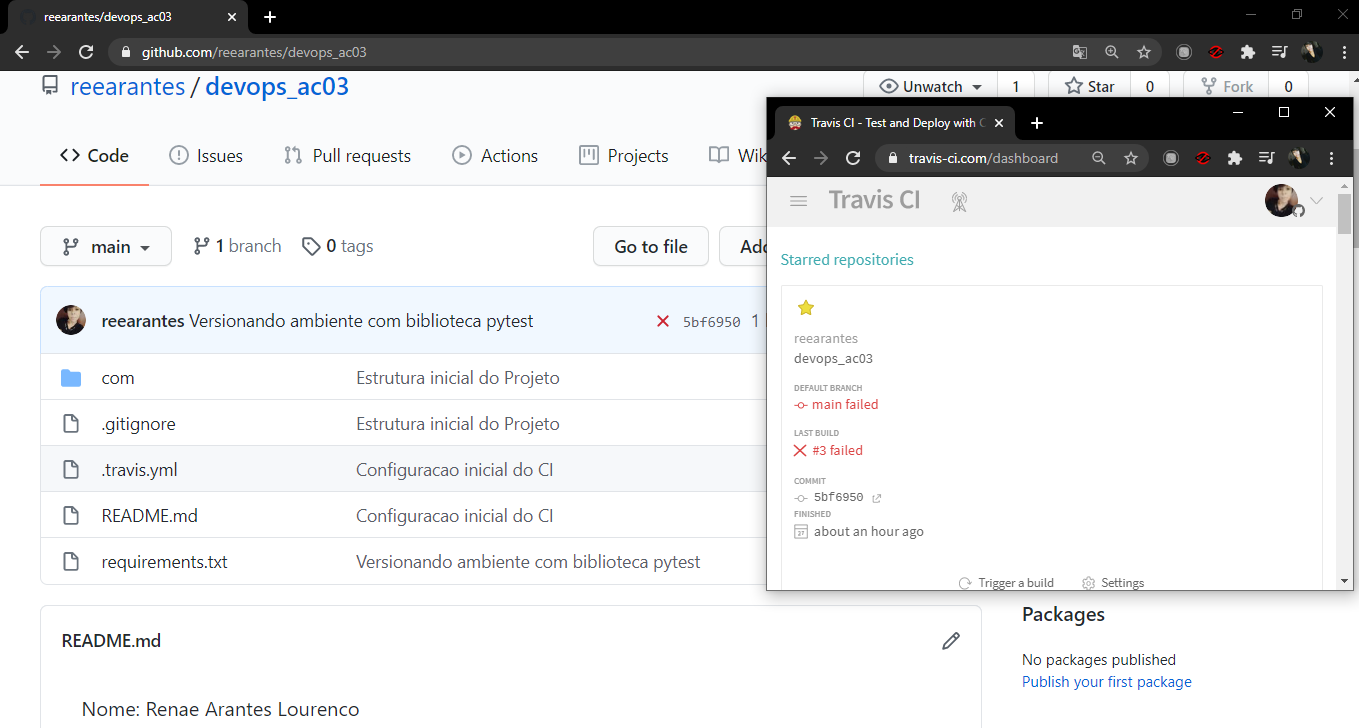 reearantes/devops_ac03
github.com/reearantes/devops_ac03
reearantes / devops_ac03
Unwatch 1
Star 0
Fork 0
Code
Issues
Pull requests
Actions
Projects
main
1 branch
0 tags
Go to file
reearantes Versionando ambiente com biblioteca pytest
5bf6950 1
com Estrutura inicial do Projeto
.gitignore Estrutura inicial do Projeto
.travis.yml Configuracao inicial do CI
README.md Configuracao inicial do CI
requirements.txt Versionando ambiente com biblioteca pytest
README.md
Nome: Renae Arantes Lourenco
Packages
No packages published
Publish your first package
Travis CI - Test and Deploy with
travis-ci.com/dashboard
Travis CI
Starred repositories
reearantes
devops_ac03
DEFAULT BRANCH
main failed
LAST BUILD
#3 failed
COMMIT
5bf6950
FINISHED
27 about an hour ago
Trigger a build
Settings